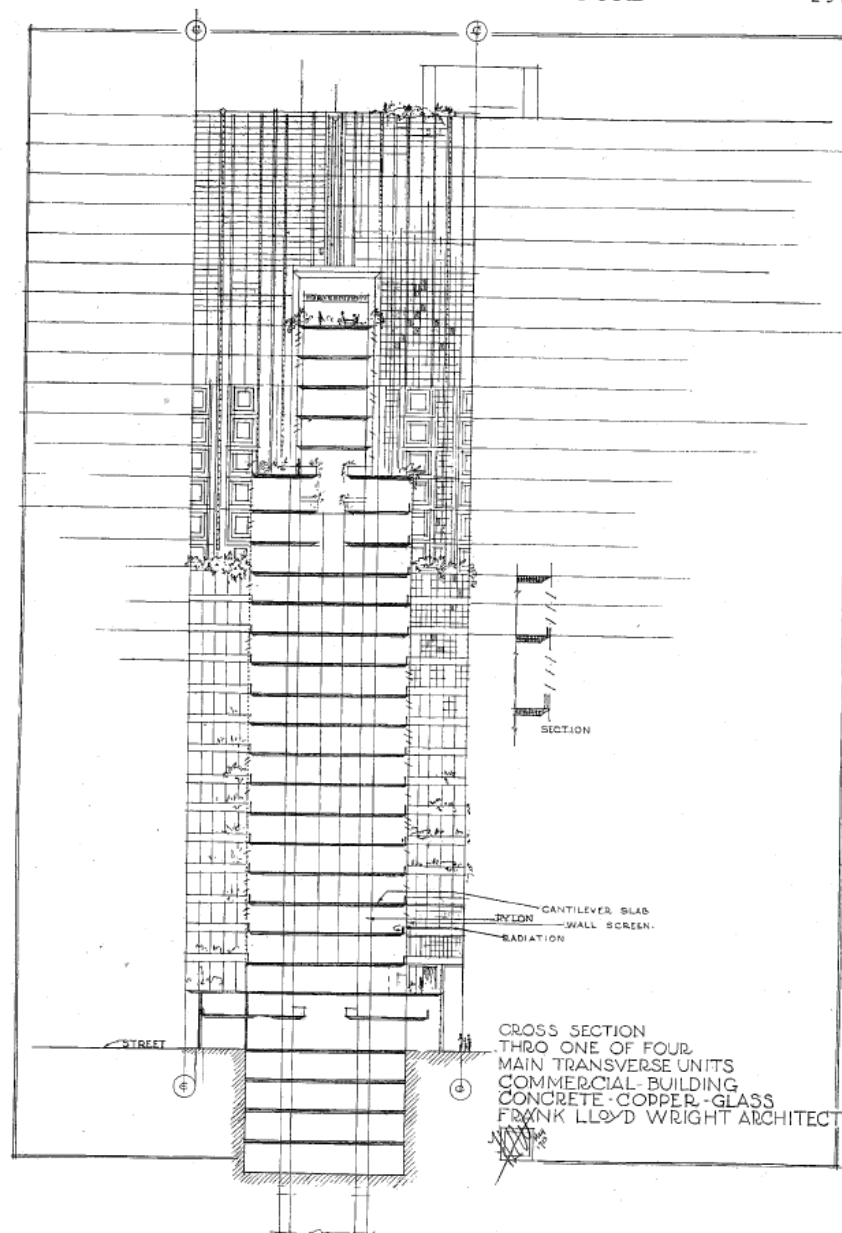 C
C
SECTION
CANTILEVER SLAB
PYLON
WALL SCREEN.
RADIATION
STREET
CROSS SECTION
THRO ONE OF FOUR
MAIN TRANSVERSE UNITS
COMMERCIAL-BUILDING
CONCRETE-COPPER-GLASS
FRANK LLOYD WRIGHT ARCHITECT